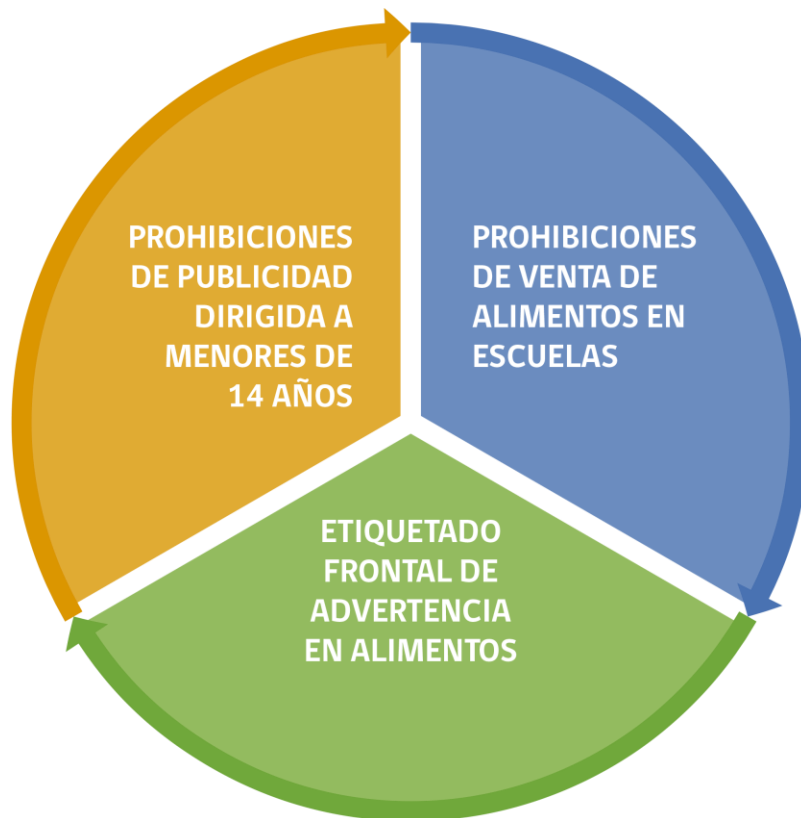 PROHIBICIONES
DE PUBLICIDAD
DIRIGIDA A
MENORES DE
14 AÑOS
PROHIBICIONES
DE VENTA DE
ALIMENTOS EN
ESCUELAS
ETIQUETADO
FRONTAL DE
ADVERTENCIA
EN ALIMENTOS